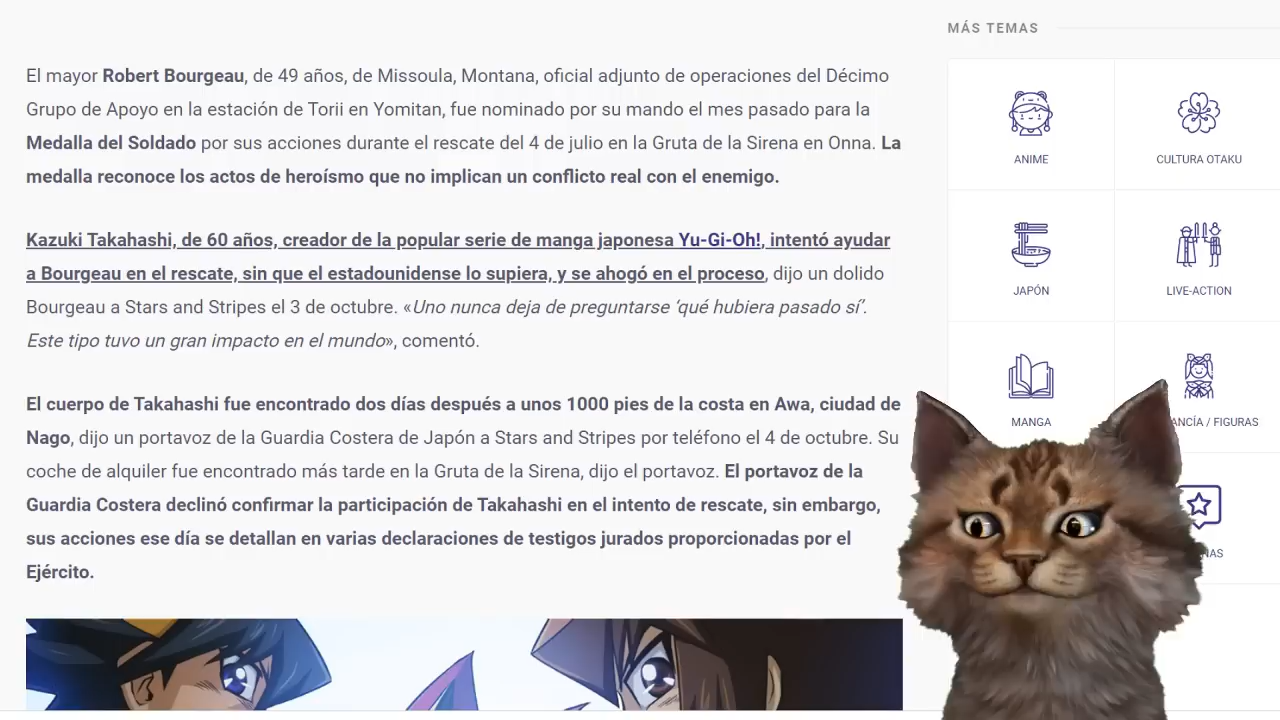 MÁS TEMAS
El mayor Robert Bourgeau, de 49 años, de Missoula, Montana, oficial adjunto de operaciones del Décimo
Grupo de Apoyo en la estación de Torii en Yomitan, fue nominado por su mando el mes pasado para la
Medalla del Soldado por sus acciones durante el rescate del 4 de julio en la Gruta de la Sirena en Onna. La
medalla reconoce los actos de heroísmo que no implican un conflicto real con el enemigo.
Kazuki Takahashi, de 60 años, creador de la popular serie de manga japonesa Yu-Gi-Oh!, intentó ayudar
a Bourgeau en el rescate, sin que el estadounidense lo supiera, y se ahogó en el proceso, dijo un dolido
Bourgeau a Stars and Stripes el 3 de octubre. «Uno nunca deja de preguntarse ‘qué hubiera pasado sí’.
Este tipo tuvo un gran impacto en el mundo», comentó.
El cuerpo de Takahashi fue encontrado dos días después a unos 1000 pies de la costa en Awa, ciudad de
Nago, dijo un portavoz de la Guardia Costera de Japón a Stars and Stripes por teléfono el 4 de octubre. Su
coche de alquiler fue encontrado más tarde en la Gruta de la Sirena, dijo el portavoz. El portavoz de la
Guardia Costera declinó confirmar la participación de Takahashi en el intento de rescate, sin embargo,
sus acciones ese día se detallan en varias declaraciones de testigos jurados proporcionadas por el
Ejército.
ANIME
CULTURA OTAKU
JAPÓN
LIVE-ACTION
MANGA
/ FIGURAS